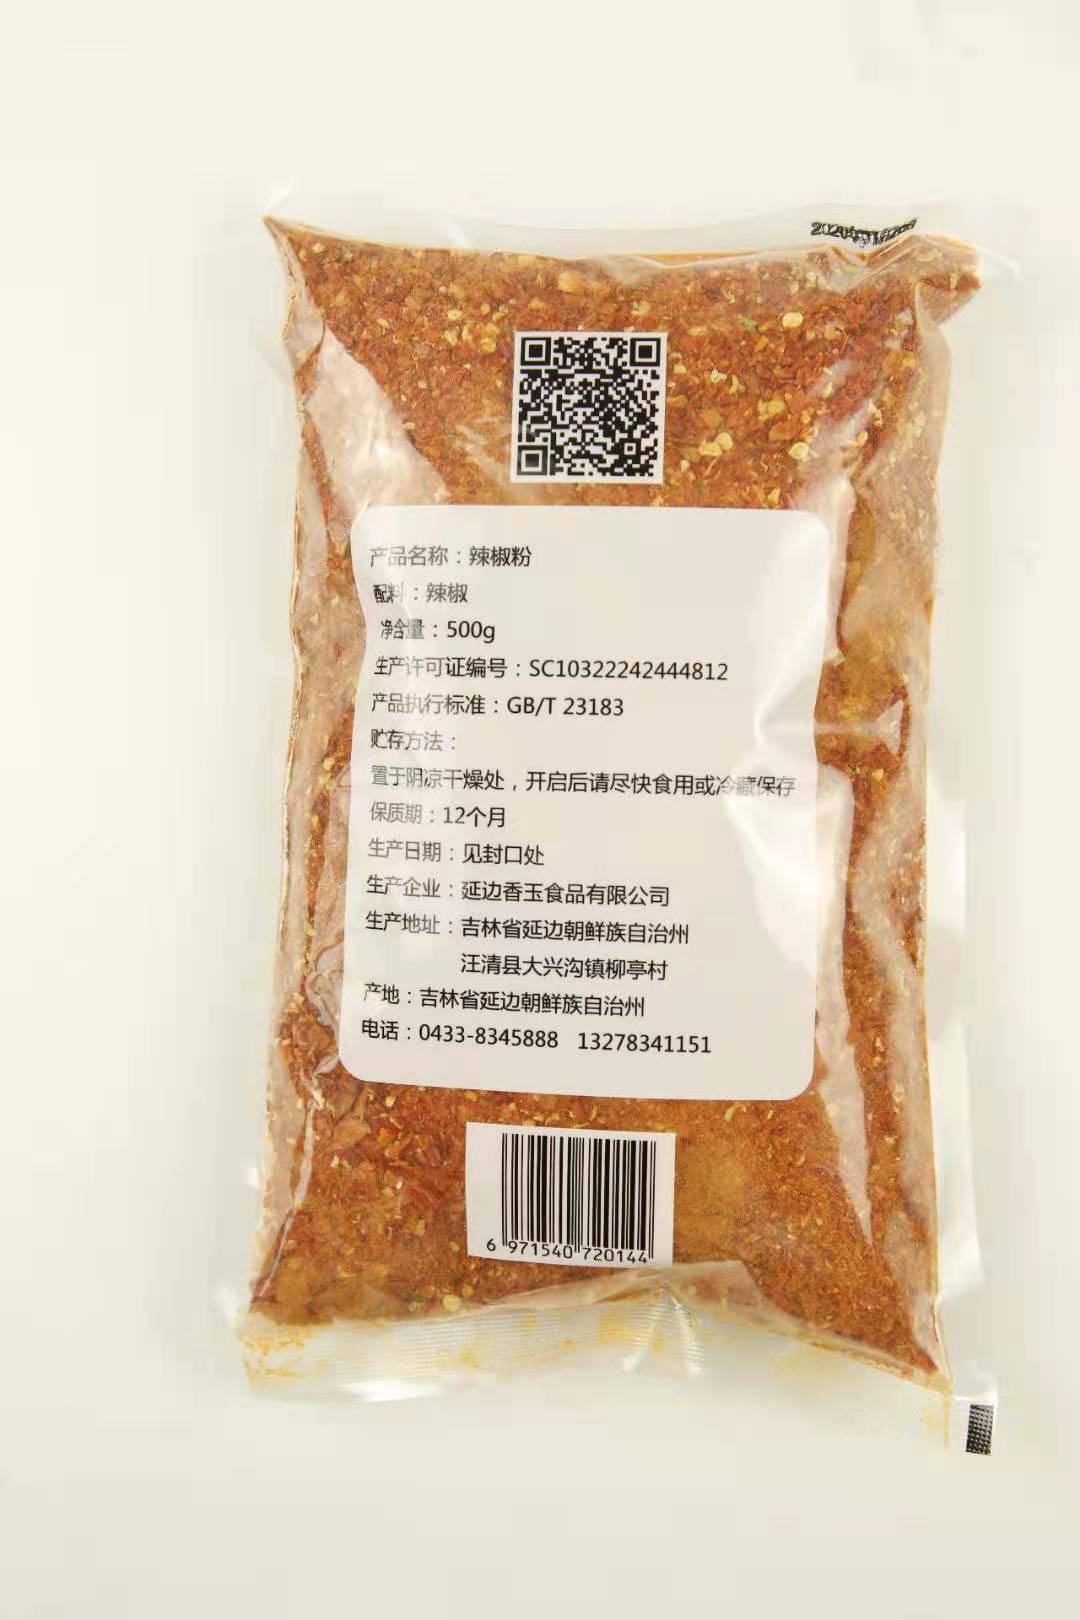 产品名称：辣椒粉
配料：辣椒
净含量：500g
生产许可证编号：SC10322242444812
产品执行标准：GB/T 23183
贮存方法：
置于阴凉干燥处，开启后请尽快食用或冷藏保存
保质期：12个月
生产日期：见封口处
生产企业：延边香玉食品有限公司
生产地址：吉林省延边朝鲜族自治州
汪清县大兴沟镇柳亭村
产地：吉林省延边朝鲜族自治州
电话：0433-8345888 13278341151
6 971540 720144